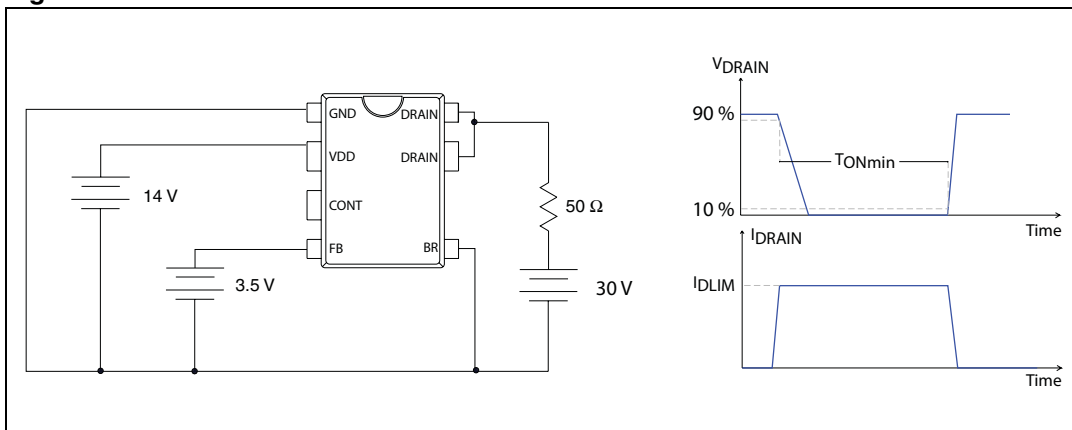 GND
DRAIN
VDD
DRAIN
CONT
FB
BR
14 V
3.5 V
50 Ω
30 V
VDRAIN
90 %
TONmin
10 %
Time
IDRAIN
IDLIM
Time